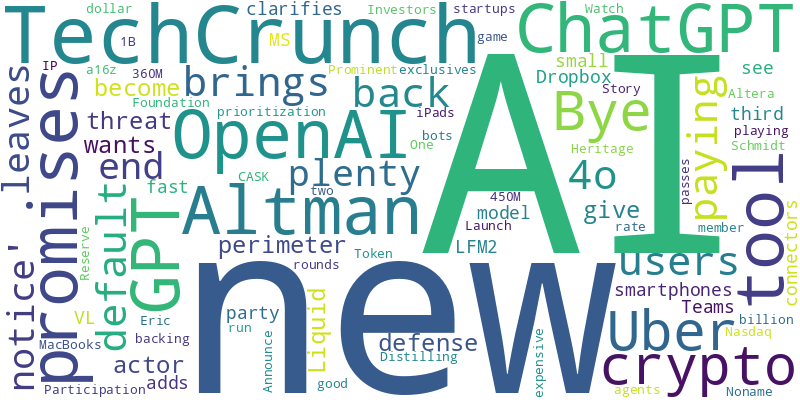 dollar
clarifies
Investors
startups
Watch
TechCrunch
ChatGPT
1B
MS
game
IP
a16z
360M
Prominent
exclusives
small
see
become
brings
back
Dropbox
Foundation
prioritization
iPads
Story
Altera
threat
OpenAI
bots
Bye
paying
third
wants
One
Heritage
playing
Schmidt
leaves
promises
end
plenty
AI
4o
passes
tool
fast
CASK
two
450M
default
GPT
Altman
model
give
rate
member
Launch
perimeter
LFM2
users
connectors
Reserve
rounds
Token
new
smartphones
notice'
VL
Eric
party
Liquid
Teams
billion
MacBooks
backing
run
defense
Uber
Nasdaq
actor
Distilling
crypto
adds
Announce
good
expensive
agents
Noname
Participation